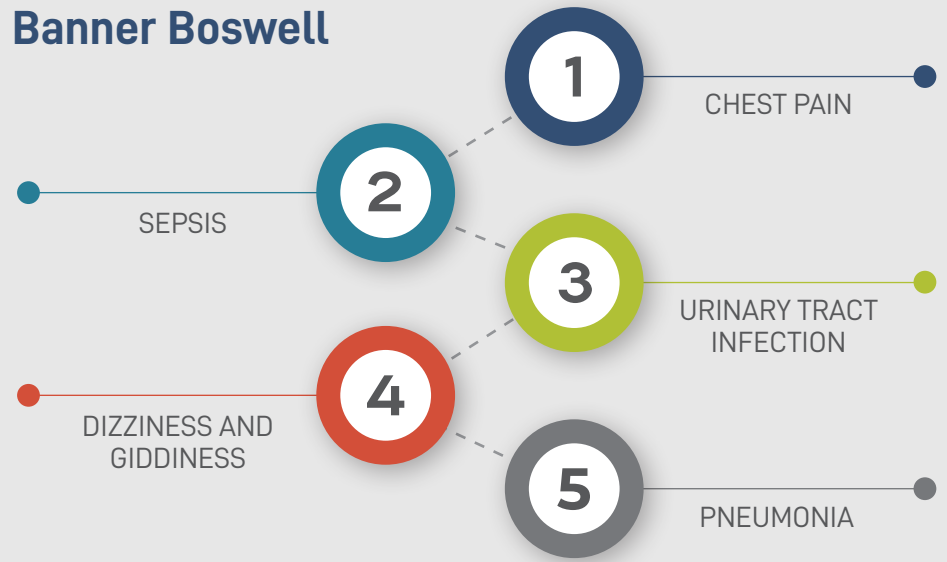 Banner Boswell
1
CHEST PAIN
2
SEPSIS
3
URINARY TRACT
INFECTION
4
DIZZINESS AND
GIDDINESS
5
PNEUMONIA